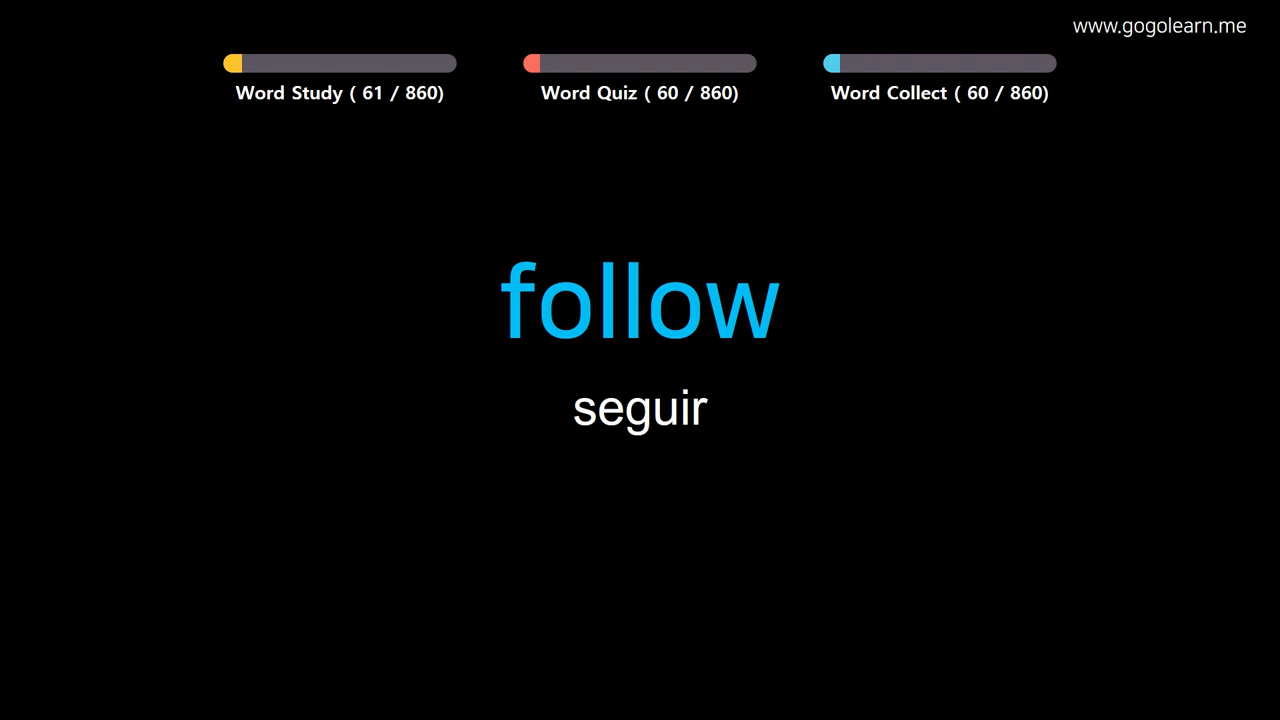 www.gogolearn.me
Word Study ( 61 / 860)
Word Quiz ( 60 / 860)
Word Collect ( 60 / 860)
follow
seguir